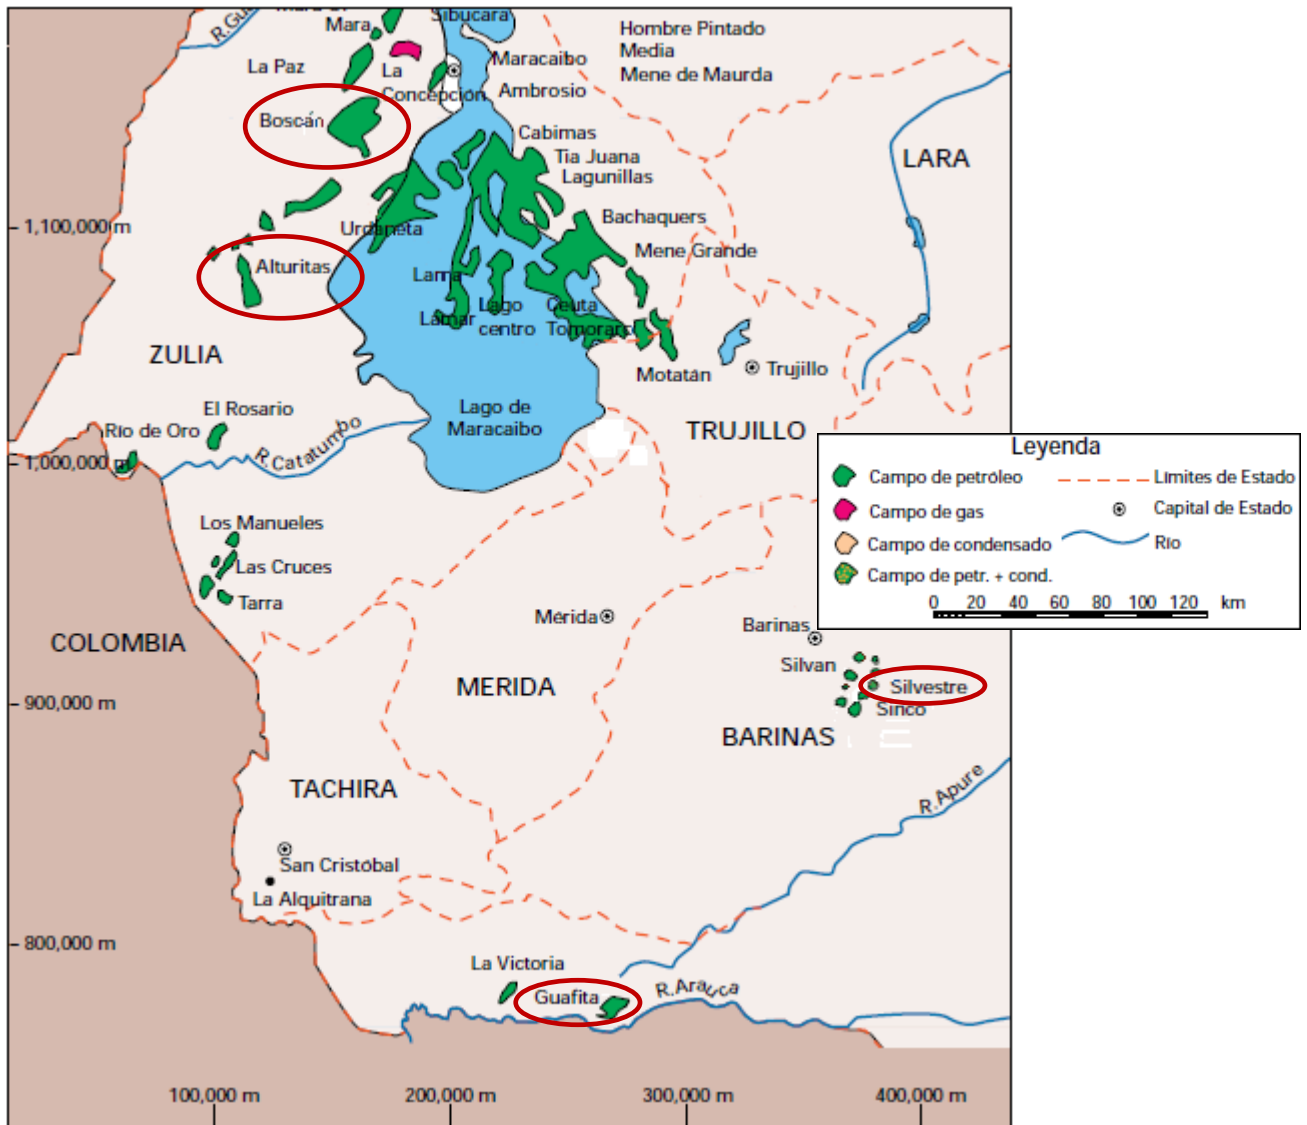 Sibucara
Mara
Hombre Pintado
Media
Mene de Maurda
La Paz
La
Concepción
Maracaibo
Ambrosio
Boscán
Cabimas
Tia Juana
Lagunillas
LARA
Bachaquers
1,100,000 m
Urdaneta
Mene Grande
Alturitas
Lama
Lamar
Lago
centro
Ceuta
Tomoraro
ZULIA
Motatán
Trujillo
El Rosario
Río de Oro
R.Catatumbo
Lago de
Maracaibo
TRUJILLO
1,000,000 m
Leyenda
Campo de petróleo
Límites de Estado
Campo de gas
Capital de Estado
Campo de condensado
Río
Campo de petr. + cond.
0 20 40 60 80 100 120 km
Los Manueles
Las Cruces
Tarra
COLOMBIA
Mérida
Barinas
Silvan
Silvestre
Sinco
MERIDA
900,000 m
BARINAS
TACHIRA
R.Apure
San Cristóbal
La Alquitrana
800,000 m
La Victoria
Guafita
R.Arauca
100,000 m
200,000 m
300,000 m
400,000 m